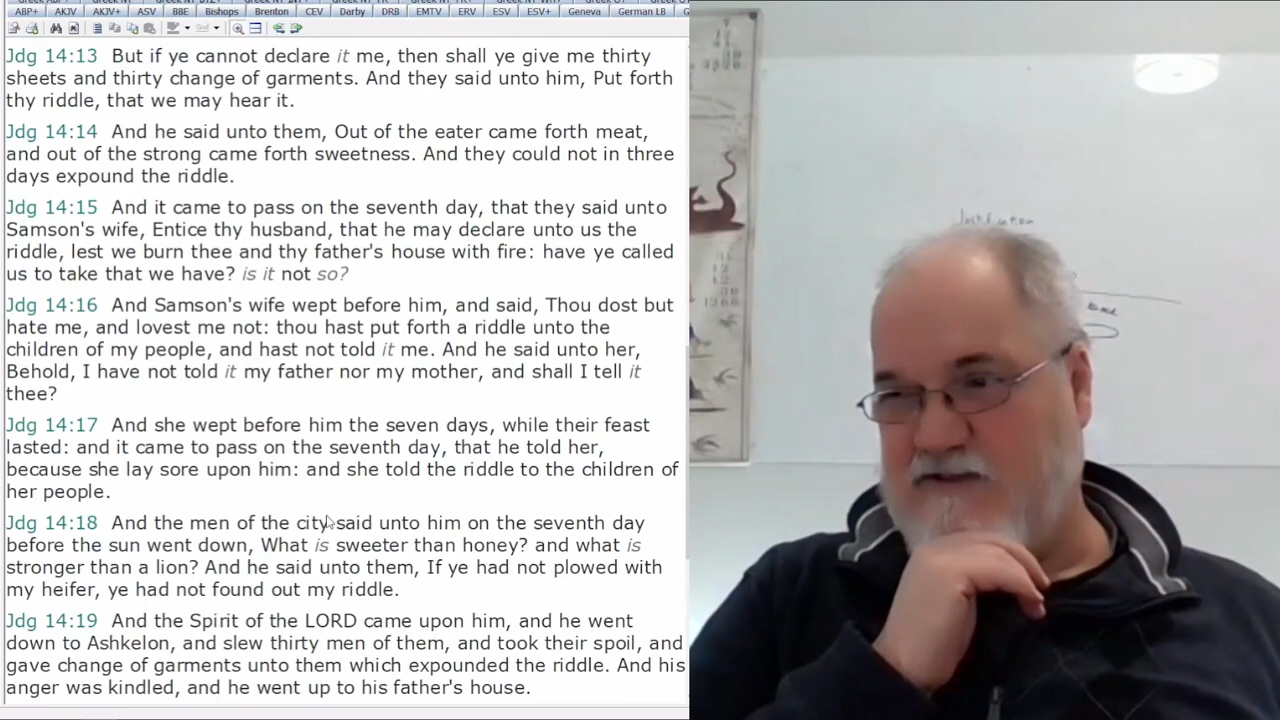 ABP+ AKJV AKJV+ ASV BBE Bishops Brenton CEV Darby DRB EMTV ERV ESV ESV+ Geneva German LB
Jdg 14:13 But if ye cannot declare it me, then shall ye give me thirty
sheets and thirty change of garments. And they said unto him, Put forth
thy riddle, that we may hear it.
Jdg 14:14 And he said unto them, Out of the eater came forth meat,
and out of the strong came forth sweetness. And they could not in three
days expound the riddle.
Jdg 14:15 And it came to pass on the seventh day, that they said unto
Samson's wife, Entice thy husband, that he may declare unto us the
riddle, lest we burn thee and thy father's house with fire: have ye called
us to take that we have? is it not so?
Jdg 14:16 And Samson's wife wept before him, and said, Thou dost but
hate me, and lovest me not: thou hast put forth a riddle unto the
children of my people, and hast not told it me. And he said unto her,
Behold, I have not told it my father nor my mother, and shall I tell it
thee?
Jdg 14:17 And she wept before him the seven days, while their feast
lasted: and it came to pass on the seventh day, that he told her,
because she lay sore upon him: and she told the riddle to the children of
her people.
Jdg 14:18 And the men of the city said unto him on the seventh day
before the sun went down, What is sweeter than honey? and what is
stronger than a lion? And he said unto them, If ye had not plowed with
my heifer, ye had not found out my riddle.
Jdg 14:19 And the Spirit of the LORD came upon him, and he went
down to Ashkelon, and slew thirty men of them, and took their spoil, and
gave change of garments unto them which expounded the riddle. And his
anger was kindled, and he went up to his father's house.
Justification
1260